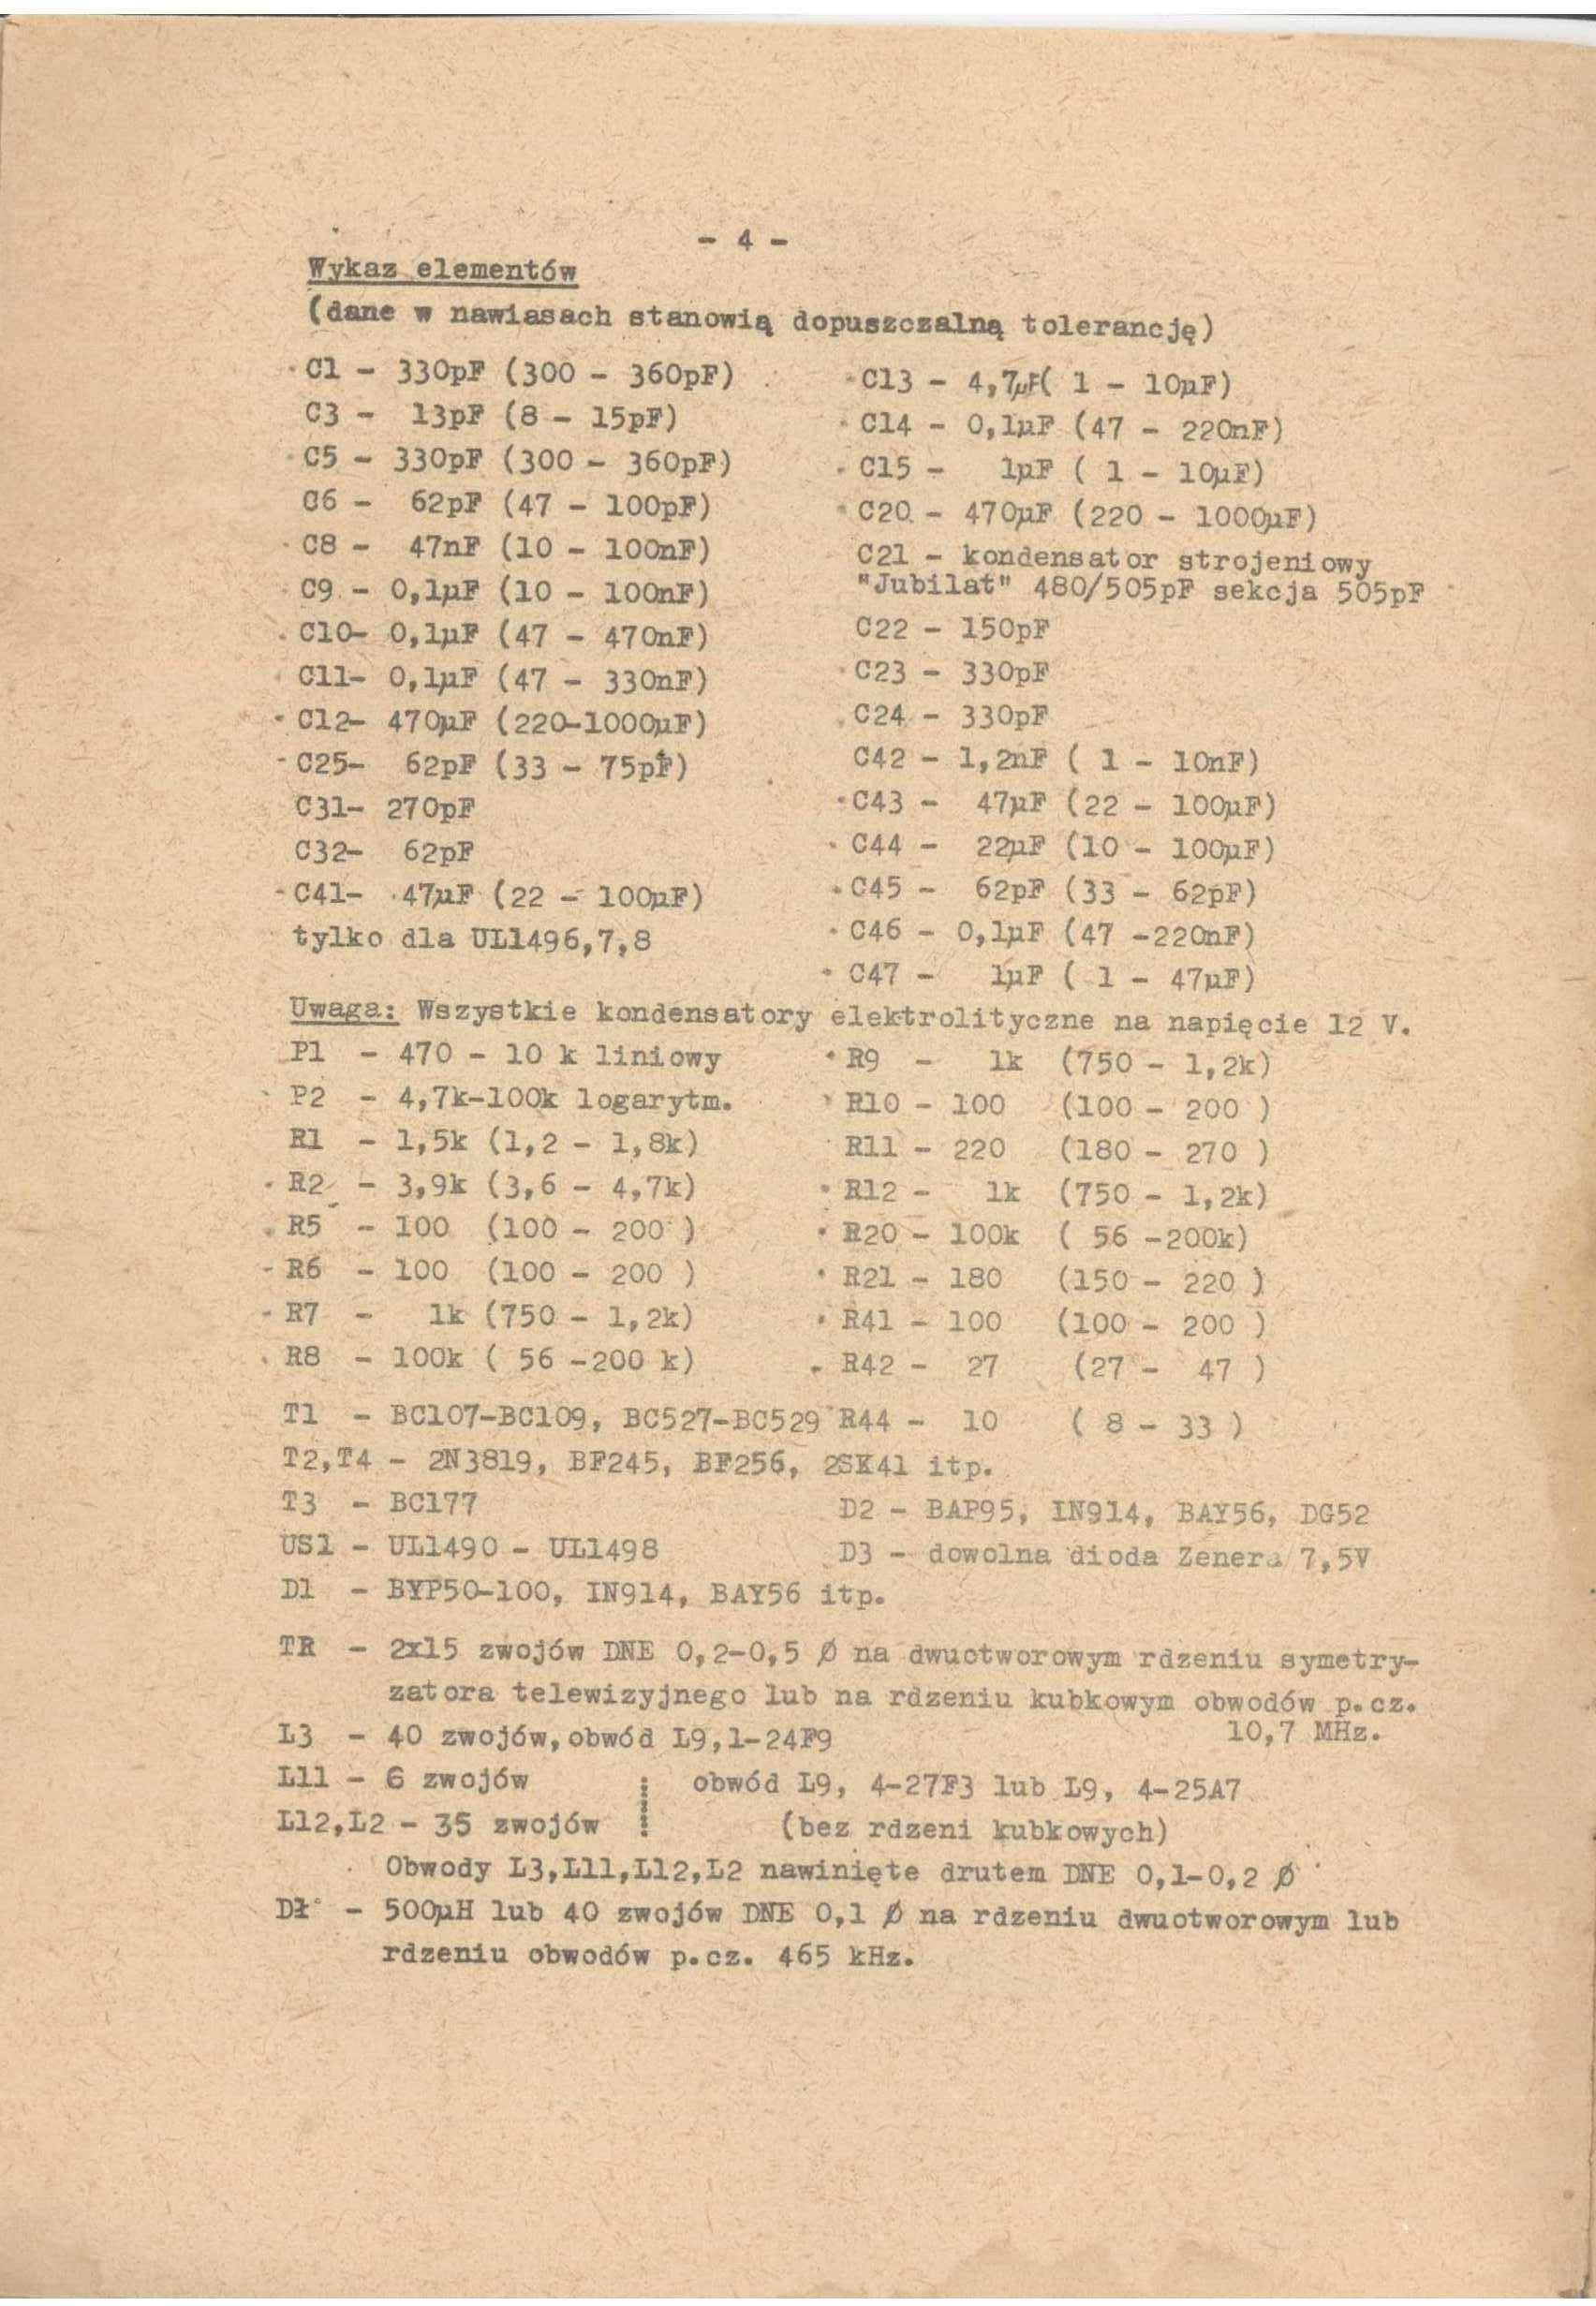 - 4 -
Wykaz elementów
(dane w nawiasach stanowią dopuszczalną tolerancję)
C1 - 330pF (300 - 360pF)
C3 - 13pF (8 - 15pF)
C5 - 330pF (300 - 360pF)
C6 - 62pF (47 - 100pF)
C8 - 47nF (10 - 100nF)
C9 - 0,1µF (10 - 100nF)
C10- 0,1µF (47 - 470nF)
C11- 0,1µF (47 - 330nF)
C12- 470µF (220-1000µF)
C25- 62pF (33 - 75pF)
C31- 270pF
C32- 62pF
C41- 47µF (22 - 100µF)
tylko dla UL1496,7,8
C13 - 4,7µF( 1 - 10µF)
C14 - 0,1µF (47 - 220nF)
C15 - 1µF ( 1 - 10µF)
C20 - 470µF (220 - 1000µF)
C21 - kondensator strojeniowy
"Jubilat" 480/505pF sekcja 505pF
C22 - 150pF
C23 - 330pF
C24 - 330pF
C42 - 1,2nF ( 1 - 10nF)
C43 - 47µF (22 - 100µF)
C44 - 22µF (10 - 100µF)
C45 - 62pF (33 - 62pF)
C46 - 0,1µF (47 -220nF)
C47 - 1µF ( 1 - 47µF)
Uwaga: Wszystkie kondensatory elektrolityczne na napięcie 12 V.
P1 - 470 - 10 k liniowy
P2 - 4,7k-100k logarytm.
R1 - 1,5k (1,2 - 1,8k)
R2 - 3,9k (3,6 - 4,7k)
R5 - 100 (100 - 200 )
R6 - 100 (100 - 200 )
R7 - 1k (750 - 1,2k)
R8 - 100k ( 56 -200 k)
R9 - 1k (750 - 1,2k)
R10 - 100 (100 - 200 )
R11 - 220 (180 - 270 )
R12 - 1k (750 - 1,2k)
R20 - 100k ( 56 -200k)
R21 - 180 (150 - 220 )
R41 - 100 (100 - 200 )
R42 - 27 (27 - 47 )
T1 - BC107-BC109, BC527-BC529 R44 - 10 ( 8 - 33 )
T2,T4 - 2N3819, BF245, BF256, 2SK41 itp.
T3 - BC177 D2 - BAP95, IN914, BAY56, DG52
US1 - UL1490 - UL1498 D3 - dowolna dioda Zenera 7,5V
D1 - BYP50-100, IN914, BAY56 itp.
TR - 2x15 zwojów DNE 0,2-0,5 Ø na dwuotworowym rdzeniu symetry-
zatora telewizyjnego lub na rdzeniu kubkowym obwodów p.cz.
10,7 MHz.
L3 - 40 zwojów,obwód L9,1-24F9
L11 - 6 zwojów obwód L9, 4-27F3 lub L9, 4-25A7
L12,L2 - 35 zwojów (bez rdzeni kubkowych)
Obwody L3,L11,L12,L2 nawinięte drutem DNE 0,1-0,2 Ø
Dł - 500µH lub 40 zwojów DNE 0,1 Ø na rdzeniu dwuotworowym lub
rdzeniu obwodów p.cz. 465 kHz.